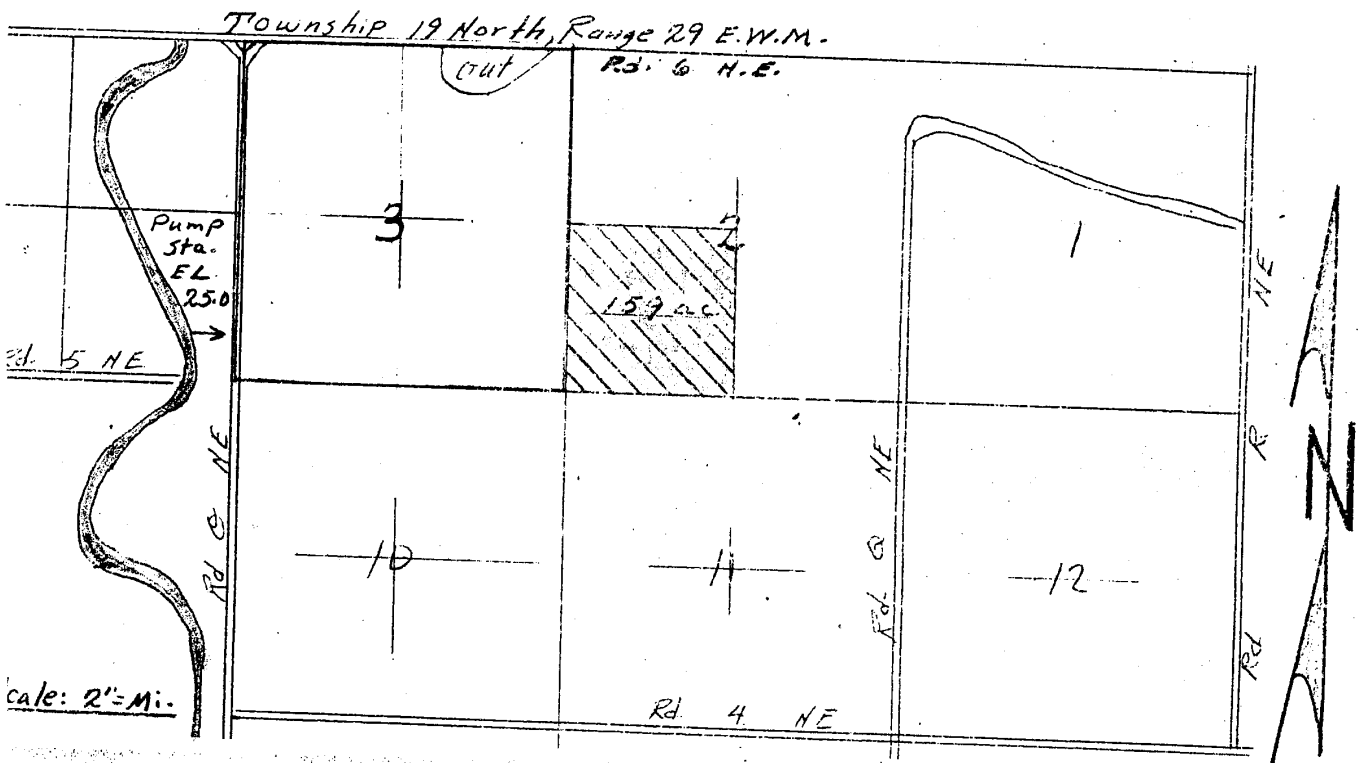 Township 19 North, Range 29 E.W.M.
out
Rd. 6 N.E.
3
2
1
Pump
Sta.
EL
25.0
159 ac
NE
Rd. 5 NE
R
N
NE
NE
Rd
Rd
10
11
12
Rd
cale: 2"=Mi.
Rd 4 NE